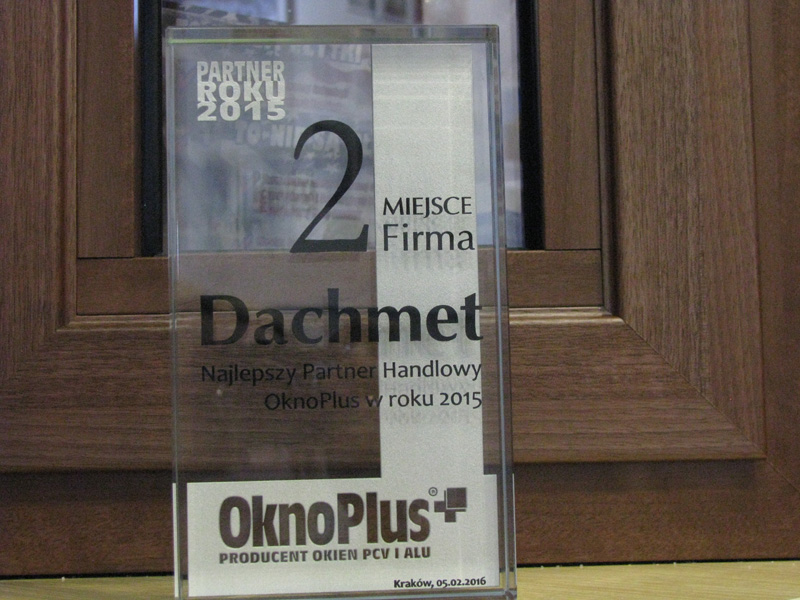 PARTNER
ROKU
2015
2 MIEJSCE
Firma
Dachmet
Najlepszy Partner Handlowy
OknoPlus w roku 2015
OknoPlus®
PRODUCENT OKIEN PCV I ALU
Kraków, 05.02.2016